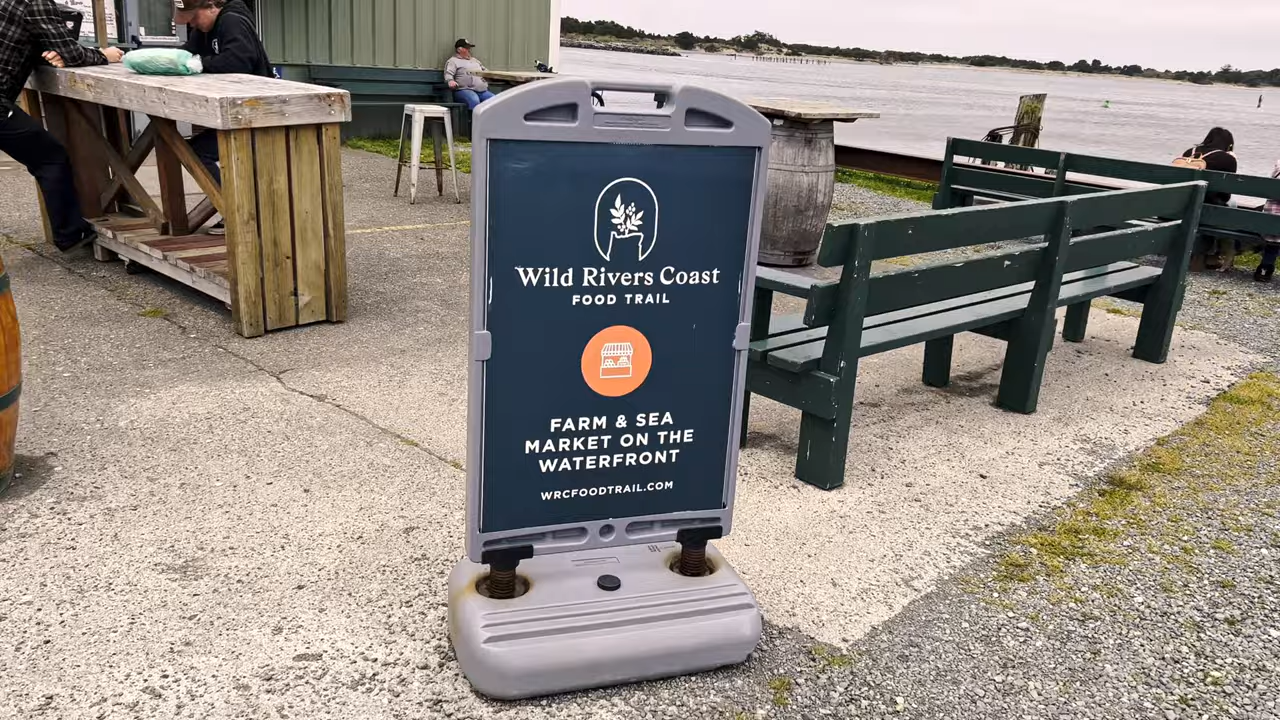 Wild Rivers Coast
FOOD TRAIL
FARM & SEA
MARKET ON THE
WATERFRONT
WRCFOODTRAIL.COM